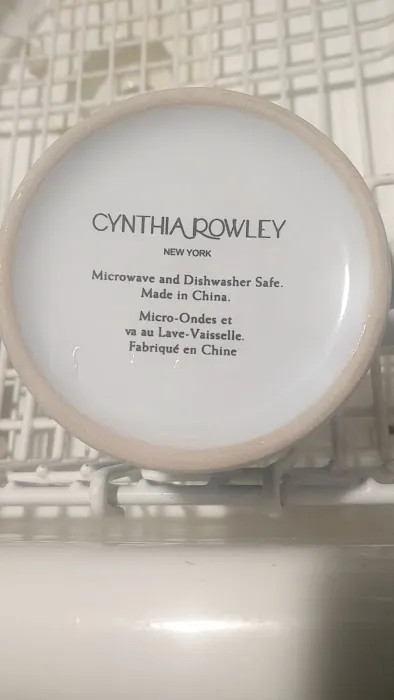 CYNTHIA ROWLEY
NEW YORK
Microwave and Dishwasher Safe.
Made in China.
Micro-Ondes et
va au Lave-Vaisselle.
Fabriqué en Chine